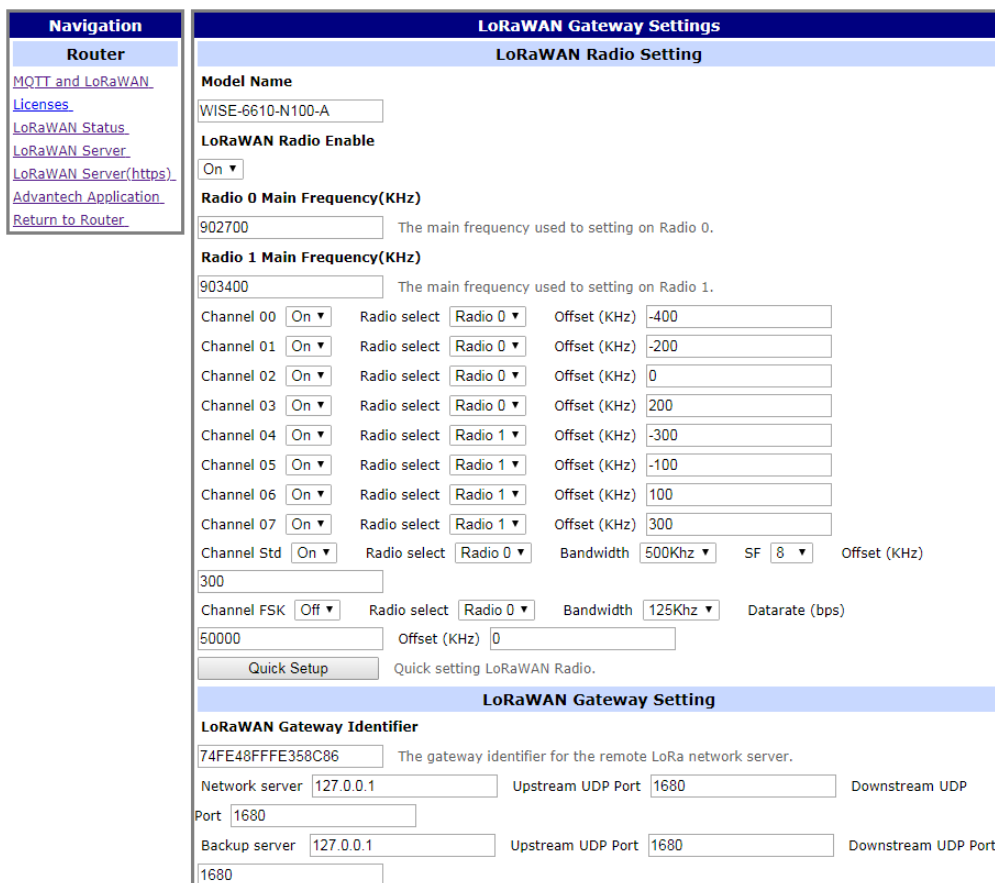 Navigation
Router
MQTT and LoRaWAN
Licenses
LoRaWAN Status
LoRaWAN Server
LoRaWAN Server(https)
Advantech Application
Return to Router
LoRaWAN Gateway Settings
LoRaWAN Radio Setting
Model Name
WISE-6610-N100-A
LoRaWAN Radio Enable
On
Radio 0 Main Frequency(KHz)
902700 The main frequency used to setting on Radio 0.
Radio 1 Main Frequency(KHz)
903400 The main frequency used to setting on Radio 1.
Channel 00 On Radio select Radio 0 Offset (KHz) -400
Channel 01 On Radio select Radio 0 Offset (KHz) -200
Channel 02 On Radio select Radio 0 Offset (KHz) 0
Channel 03 On Radio select Radio 0 Offset (KHz) 200
Channel 04 On Radio select Radio 1 Offset (KHz) -300
Channel 05 On Radio select Radio 1 Offset (KHz) -100
Channel 06 On Radio select Radio 1 Offset (KHz) 100
Channel 07 On Radio select Radio 1 Offset (KHz) 300
Channel Std On Radio select Radio 0 Bandwidth 500Khz SF 8 Offset (KHz)
300
Channel FSK Off Radio select Radio 0 Bandwidth 125Khz Datarate (bps)
50000 Offset (KHz) 0
Quick Setup Quick setting LoRaWAN Radio.
LoRaWAN Gateway Setting
LoRaWAN Gateway Identifier
74FE48FFFE358C86 The gateway identifier for the remote LoRa network server.
Network server 127.0.0.1 Upstream UDP Port 1680 Downstream UDP
Port 1680
Backup server 127.0.0.1 Upstream UDP Port 1680 Downstream UDP Port
1680